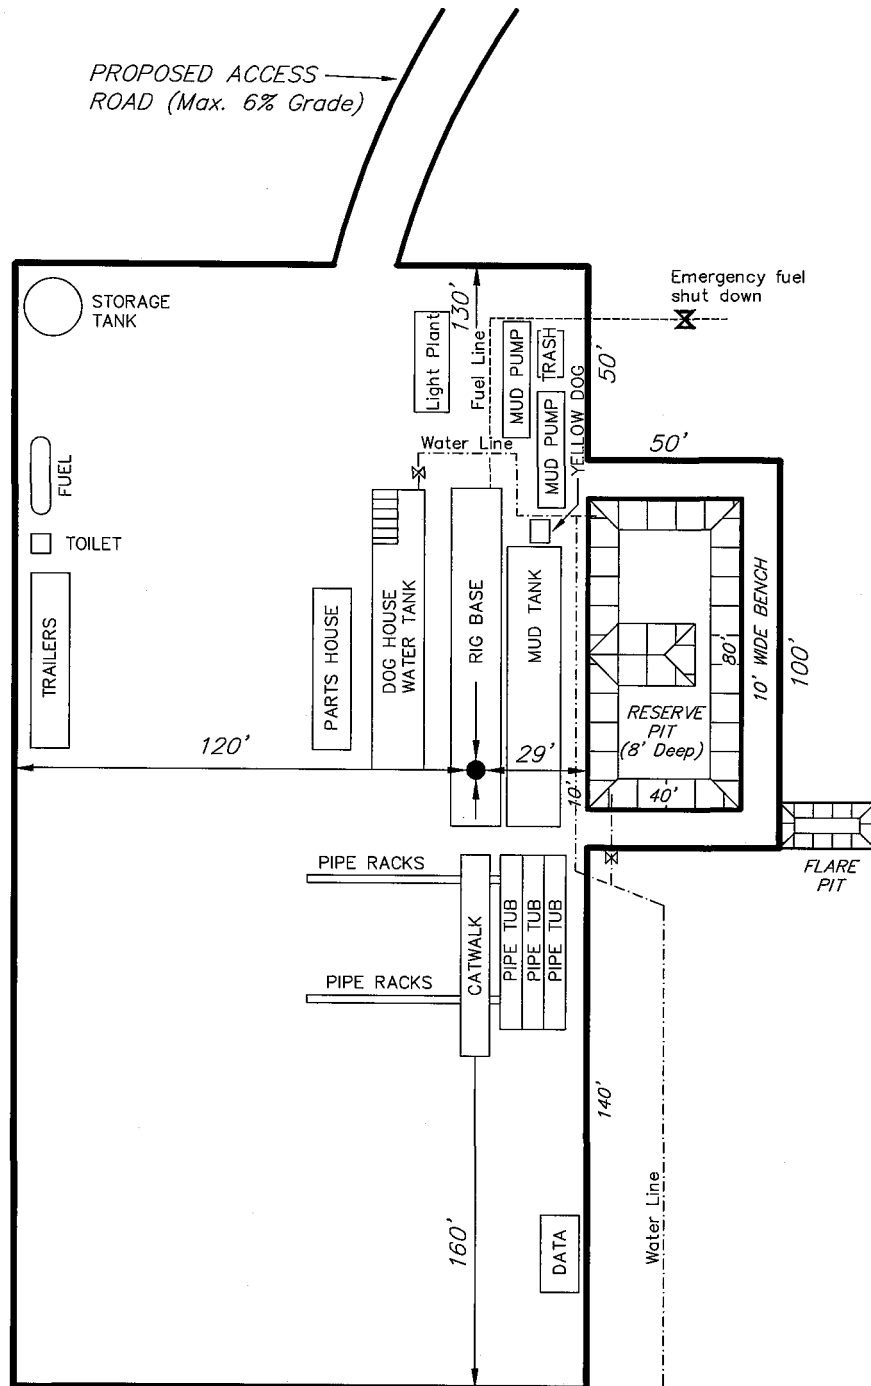 PROPOSED ACCESS
ROAD (Max. 6% Grade)
STORAGE
TANK
Light Plant
130'
Fuel Line
MUD PUMP
TRASH
MUD PUMP
YELLOW DOG
50'
Emergency fuel
shut down
Water Line
50'
FUEL
TOILET
TRAILERS
PARTS HOUSE
DOG HOUSE
WATER TANK
RIG BASE
MUD TANK
80'
10' WIDE BENCH
100'
RESERVE
PIT
(8' Deep)
120'
29'
10'
40'
FLARE
PIT
PIPE RACKS
PIPE RACKS
CATWALK
PIPE TUB
PIPE TUB
PIPE TUB
140'
160'
DATA
Water Line